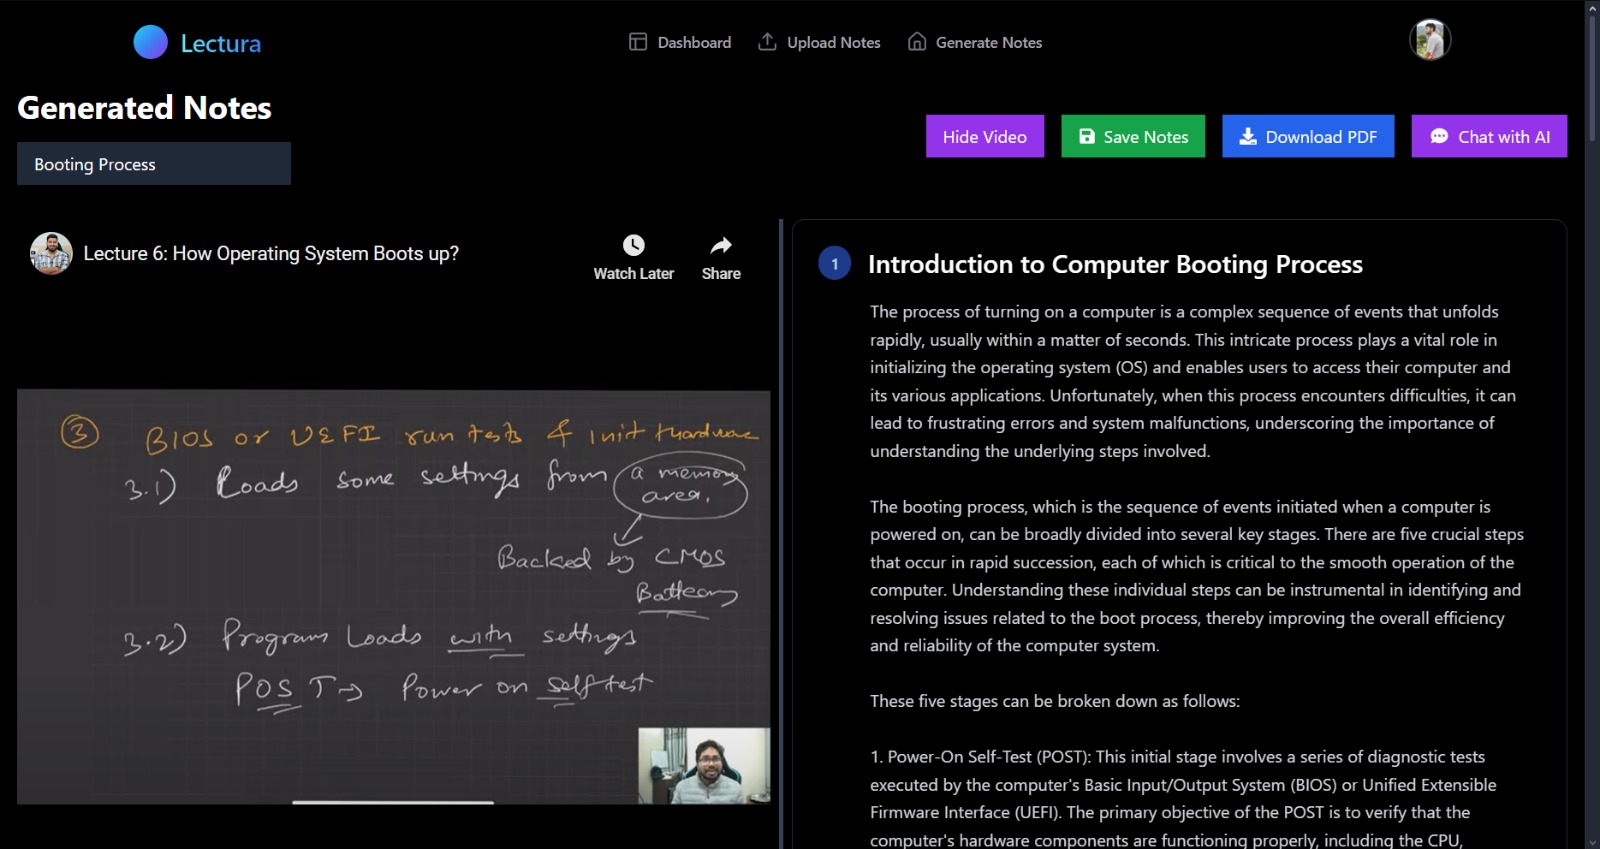 Lectura
Dashboard
Upload Notes
Generate Notes
Generated Notes
Booting Process
Hide Video
Save Notes
Download PDF
Chat with AI
Lecture 6: How Operating System Boots up?
Watch Later
Share
3 BIOS or UEFI run tests & init Hardware
3.1) Loads some settings from a memory
area.
Backed by CMOS
Battery
3.2) Program Loads with settings
POST → Power on self test
1 Introduction to Computer Booting Process
The process of turning on a computer is a complex sequence of events that unfolds
rapidly, usually within a matter of seconds. This intricate process plays a vital role in
initializing the operating system (OS) and enables users to access their computer and
its various applications. Unfortunately, when this process encounters difficulties, it can
lead to frustrating errors and system malfunctions, underscoring the importance of
understanding the underlying steps involved.
The booting process, which is the sequence of events initiated when a computer is
powered on, can be broadly divided into several key stages. There are five crucial steps
that occur in rapid succession, each of which is critical to the smooth operation of the
computer. Understanding these individual steps can be instrumental in identifying and
resolving issues related to the boot process, thereby improving the overall efficiency
and reliability of the computer system.
These five stages can be broken down as follows:
1. Power-On Self-Test (POST): This initial stage involves a series of diagnostic tests
executed by the computer's Basic Input/Output System (BIOS) or Unified Extensible
Firmware Interface (UEFI). The primary objective of the POST is to verify that the
computer's hardware components are functioning properly, including the CPU,